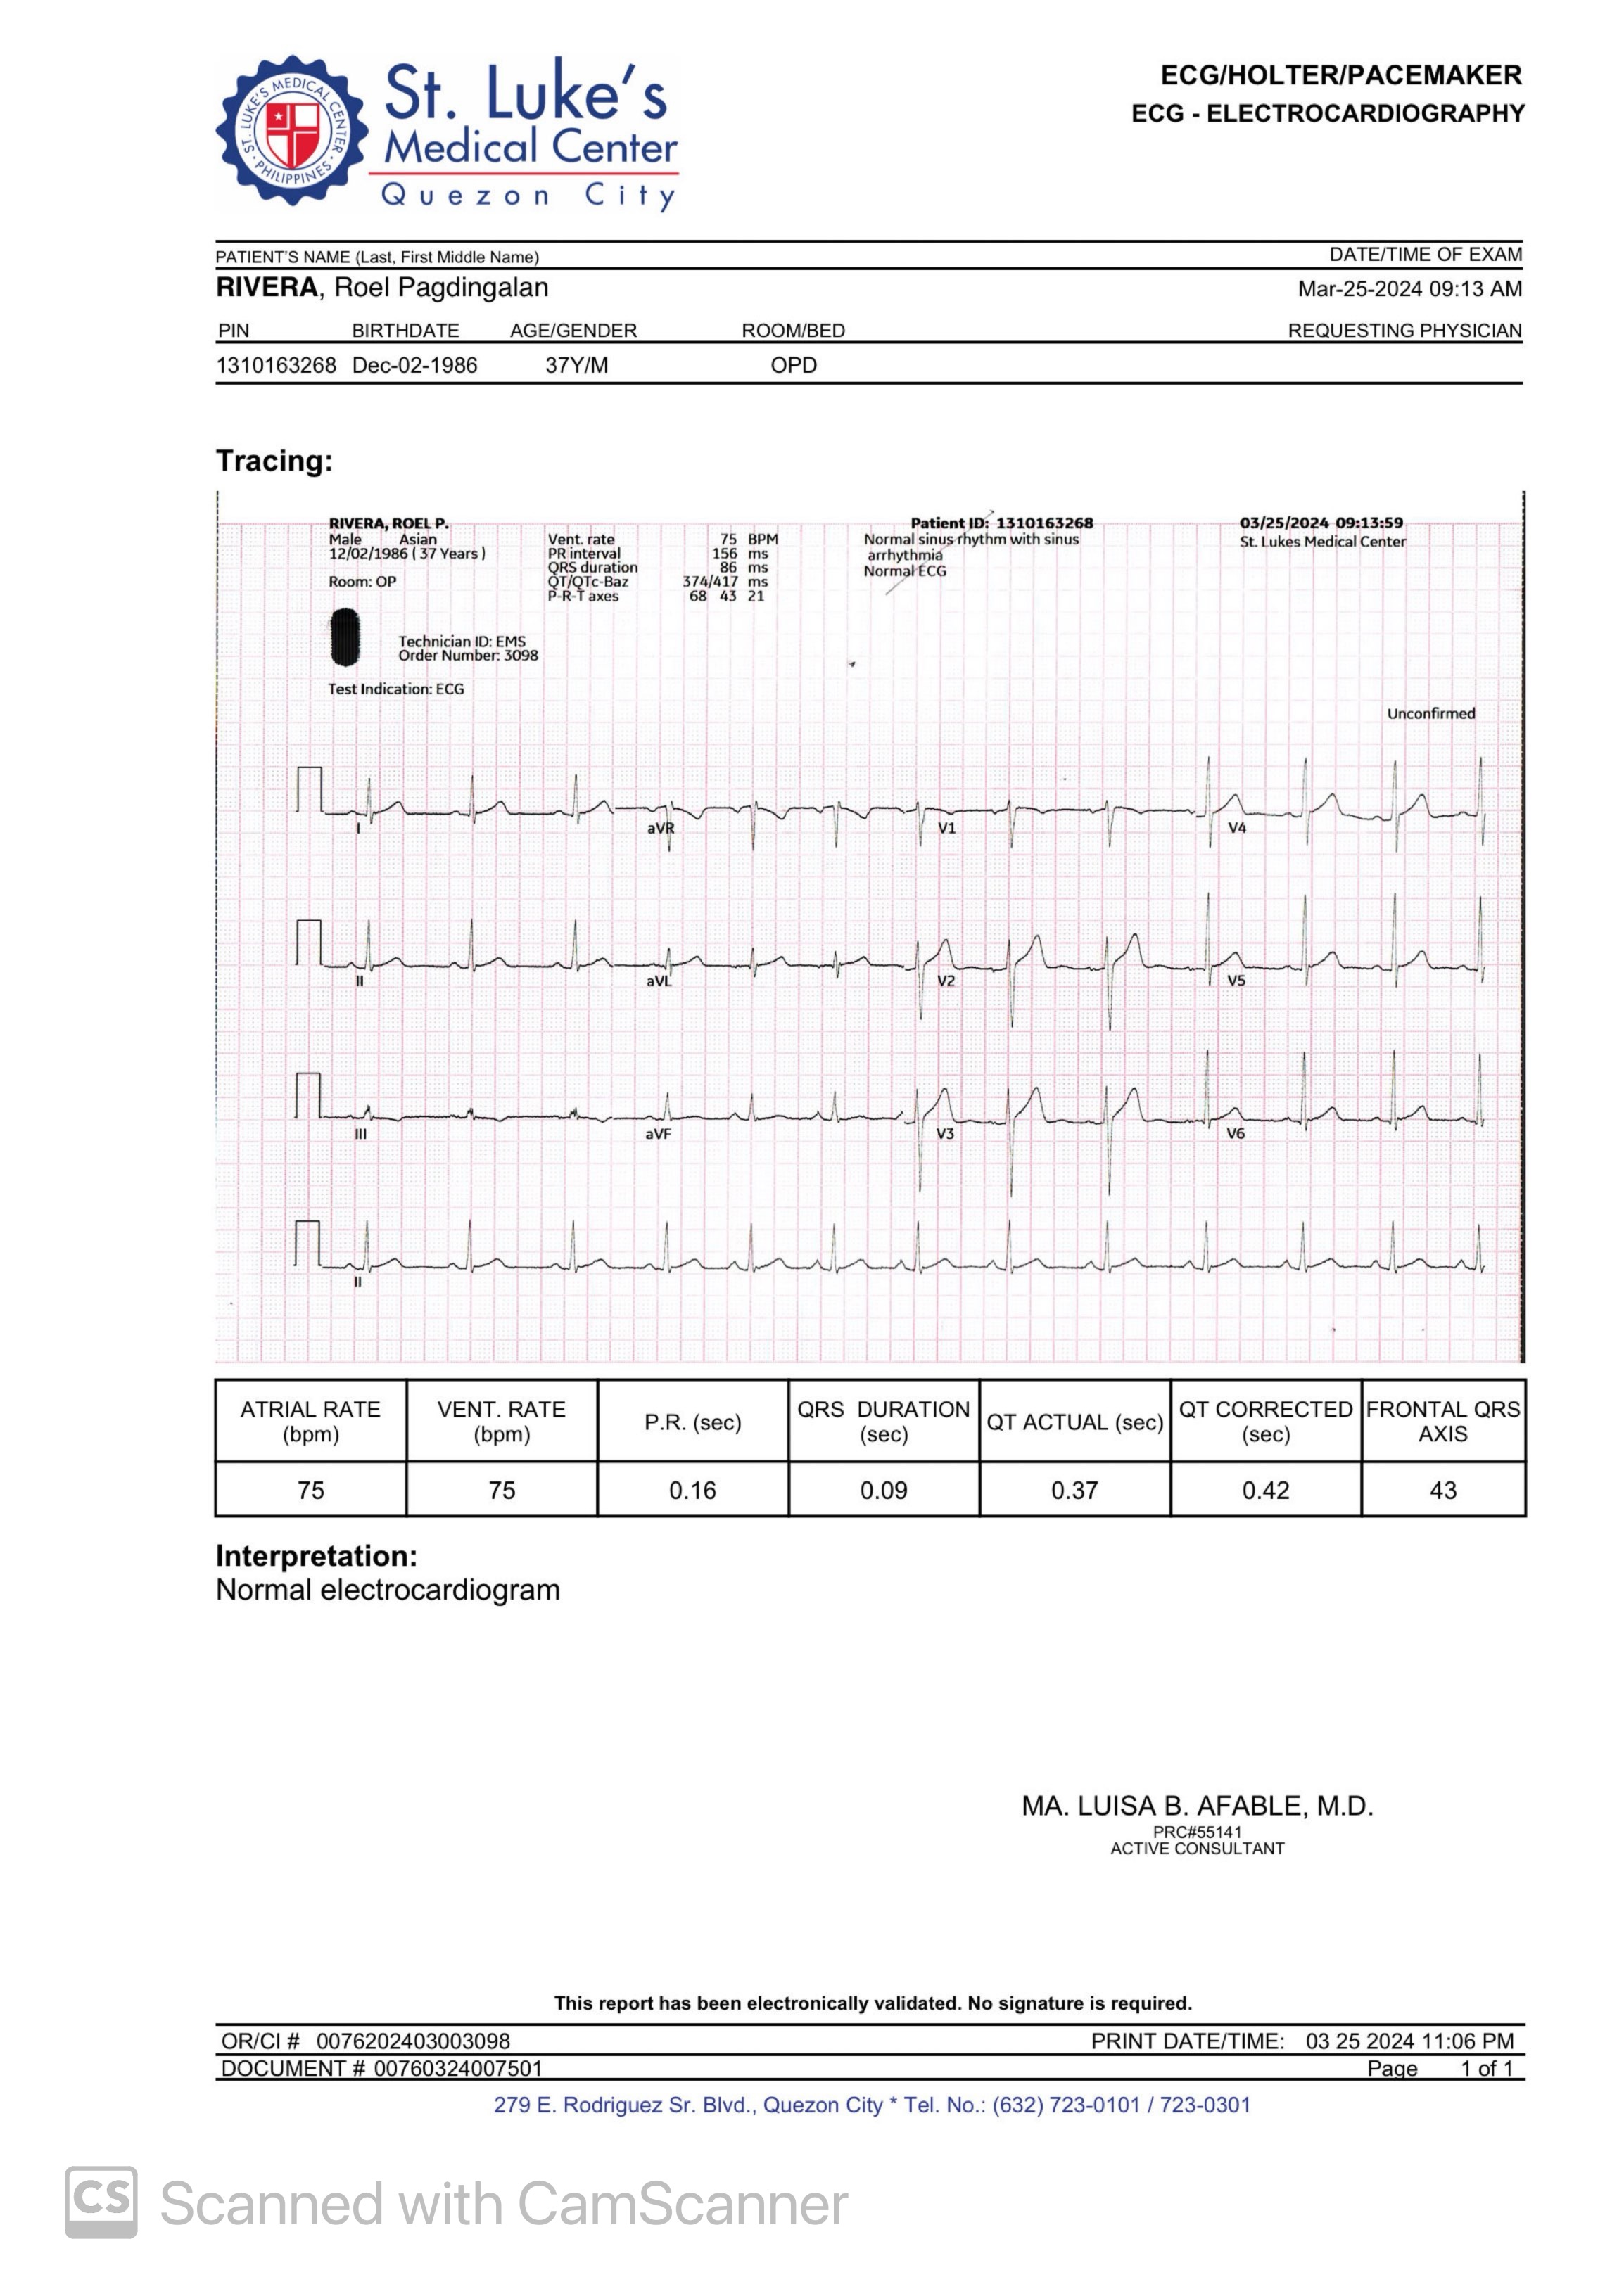 ST. LUKE'S MEDICAL CENTER · PHILIPPINES ·
St. Luke's
Medical Center
Quezon City
ECG/HOLTER/PACEMAKER
ECG - ELECTROCARDIOGRAPHY
PATIENT'S NAME (Last, First Middle Name) DATE/TIME OF EXAM
RIVERA, Roel Pagdingalan Mar-25-2024 09:13 AM
PIN BIRTHDATE AGE/GENDER ROOM/BED REQUESTING PHYSICIAN
1310163268 Dec-02-1986 37Y/M OPD
Tracing:
RIVERA, ROEL P. Patient ID: 1310163268 03/25/2024 09:13:59
Male Asian Vent. rate 75 BPM Normal sinus rhythm with sinus St. Lukes Medical Center
12/02/1986 ( 37 Years ) PR interval 156 ms arrhythmia
QRS duration 86 ms Normal ECG
Room: OP QT/QTc-Baz 374/417 ms
P-R-T axes 68 43 21
Technician ID: EMS
Order Number: 3098
Test Indication: ECG
Unconfirmed
I aVR V1 V4
II aVL V2 V5
III aVF V3 V6
II
ATRIAL RATE (bpm) VENT. RATE (bpm) P.R. (sec) QRS DURATION (sec) QT ACTUAL (sec) QT CORRECTED (sec) FRONTAL QRS AXIS
75 75 0.16 0.09 0.37 0.42 43
Interpretation:
Normal electrocardiogram
MA. LUISA B. AFABLE, M.D.
PRC#55141
ACTIVE CONSULTANT
This report has been electronically validated. No signature is required.
OR/CI # 0076202403003098 PRINT DATE/TIME: 03 25 2024 11:06 PM
DOCUMENT # 00760324007501 Page 1 of 1
279 E. Rodriguez Sr. Blvd., Quezon City * Tel. No.: (632) 723-0101 / 723-0301
CS Scanned with CamScanner